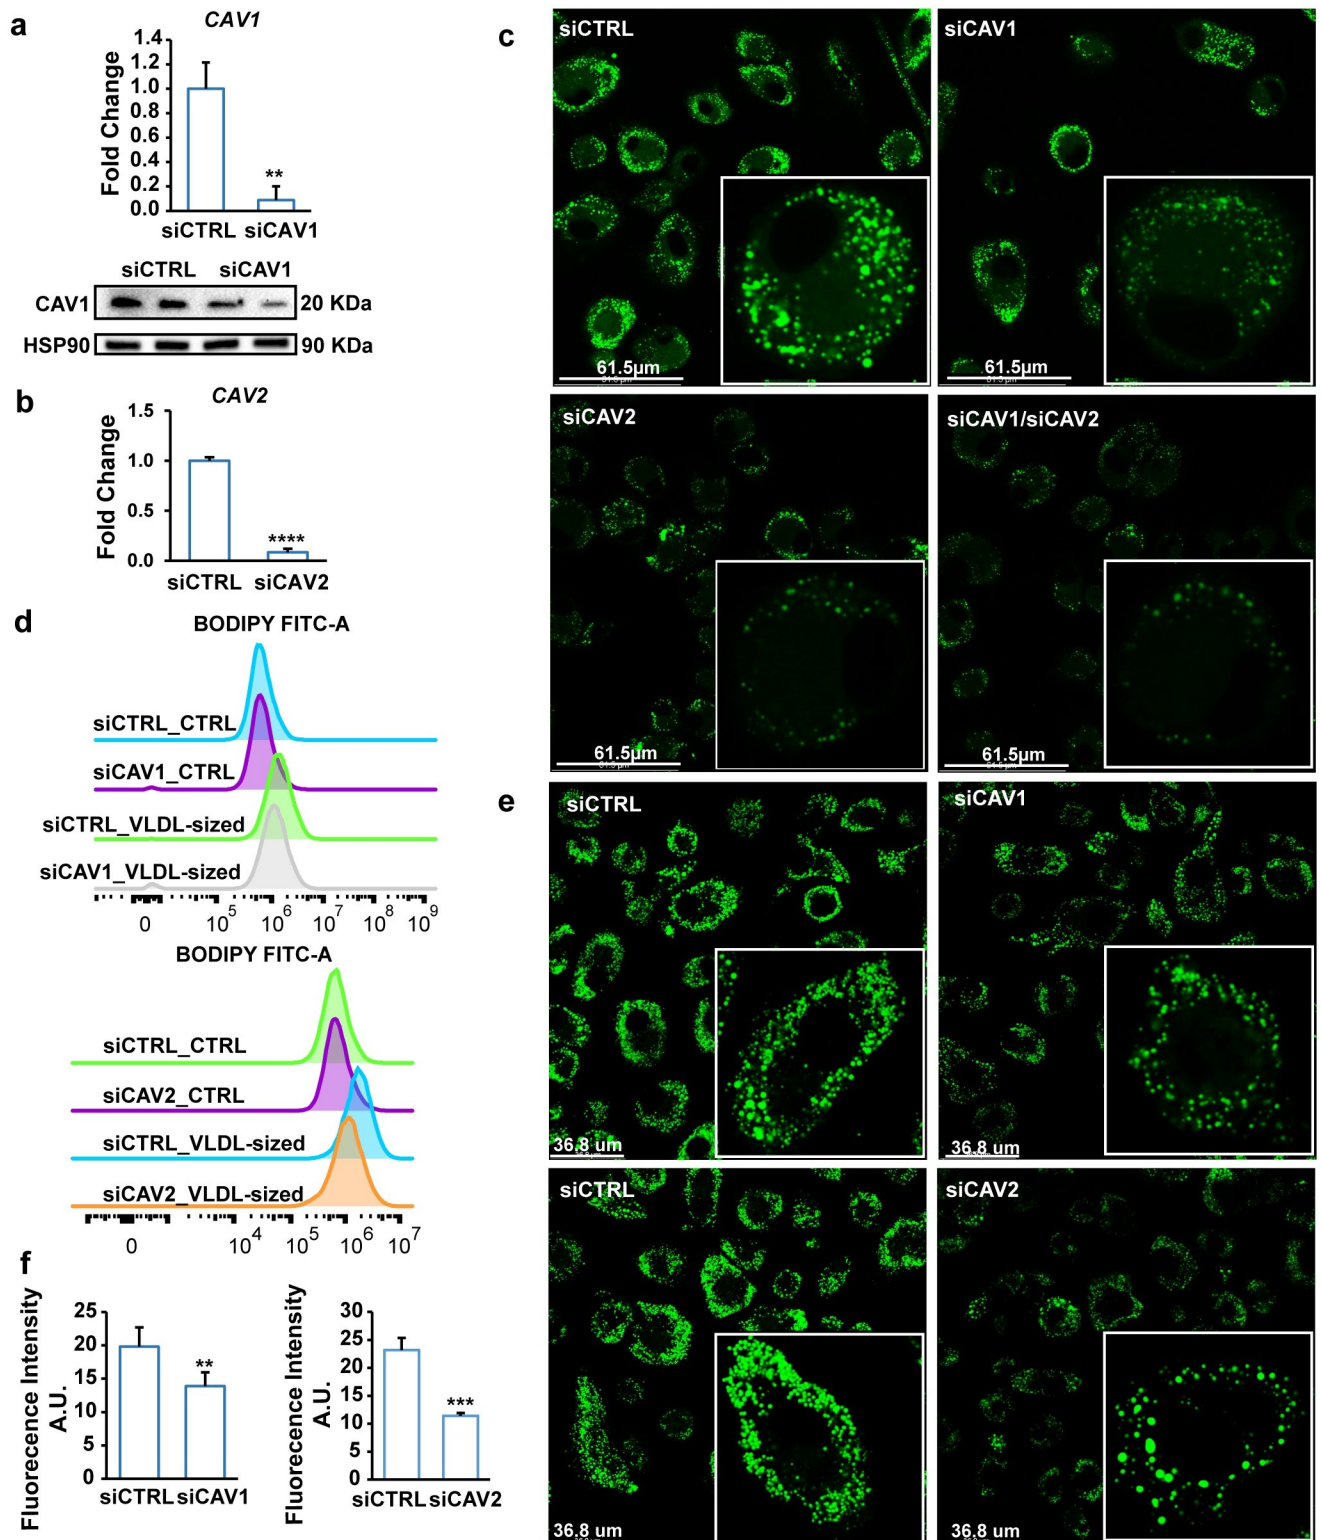 a
CAV1
Fold Change
1.4
1.2
1.0
0.8
0.6
0.4
0.2
0.0
**
siCTRL siCAV1
siCTRL siCAV1
CAV1 20 KDa
HSP90 90 KDa
b
CAV2
Fold Change
1.5
1.0
0.5
0.0
****
siCTRL siCAV2
c
siCTRL
61.5µm
siCAV1
61.5µm
siCAV2
61.5µm
siCAV1/siCAV2
61.5µm
d
BODIPY FITC-A
siCTRL_CTRL
siCAV1_CTRL
siCTRL_VLDL-sized
siCAV1_VLDL-sized
0 10^5 10^6 10^7 10^8 10^9
BODIPY FITC-A
siCTRL_CTRL
siCAV2_CTRL
siCTRL_VLDL-sized
siCAV2_VLDL-sized
0 10^4 10^5 10^6 10^7
e
siCTRL
36.8 um
siCAV1
36.8 um
siCTRL
36.8 um
siCAV2
36.8 um
f
Fluorecence Intensity
A.U.
25
20
15
10
5
0
**
siCTRL siCAV1
Fluorecence Intensity
A.U.
30
25
20
15
10
5
0
***
siCTRL siCAV2